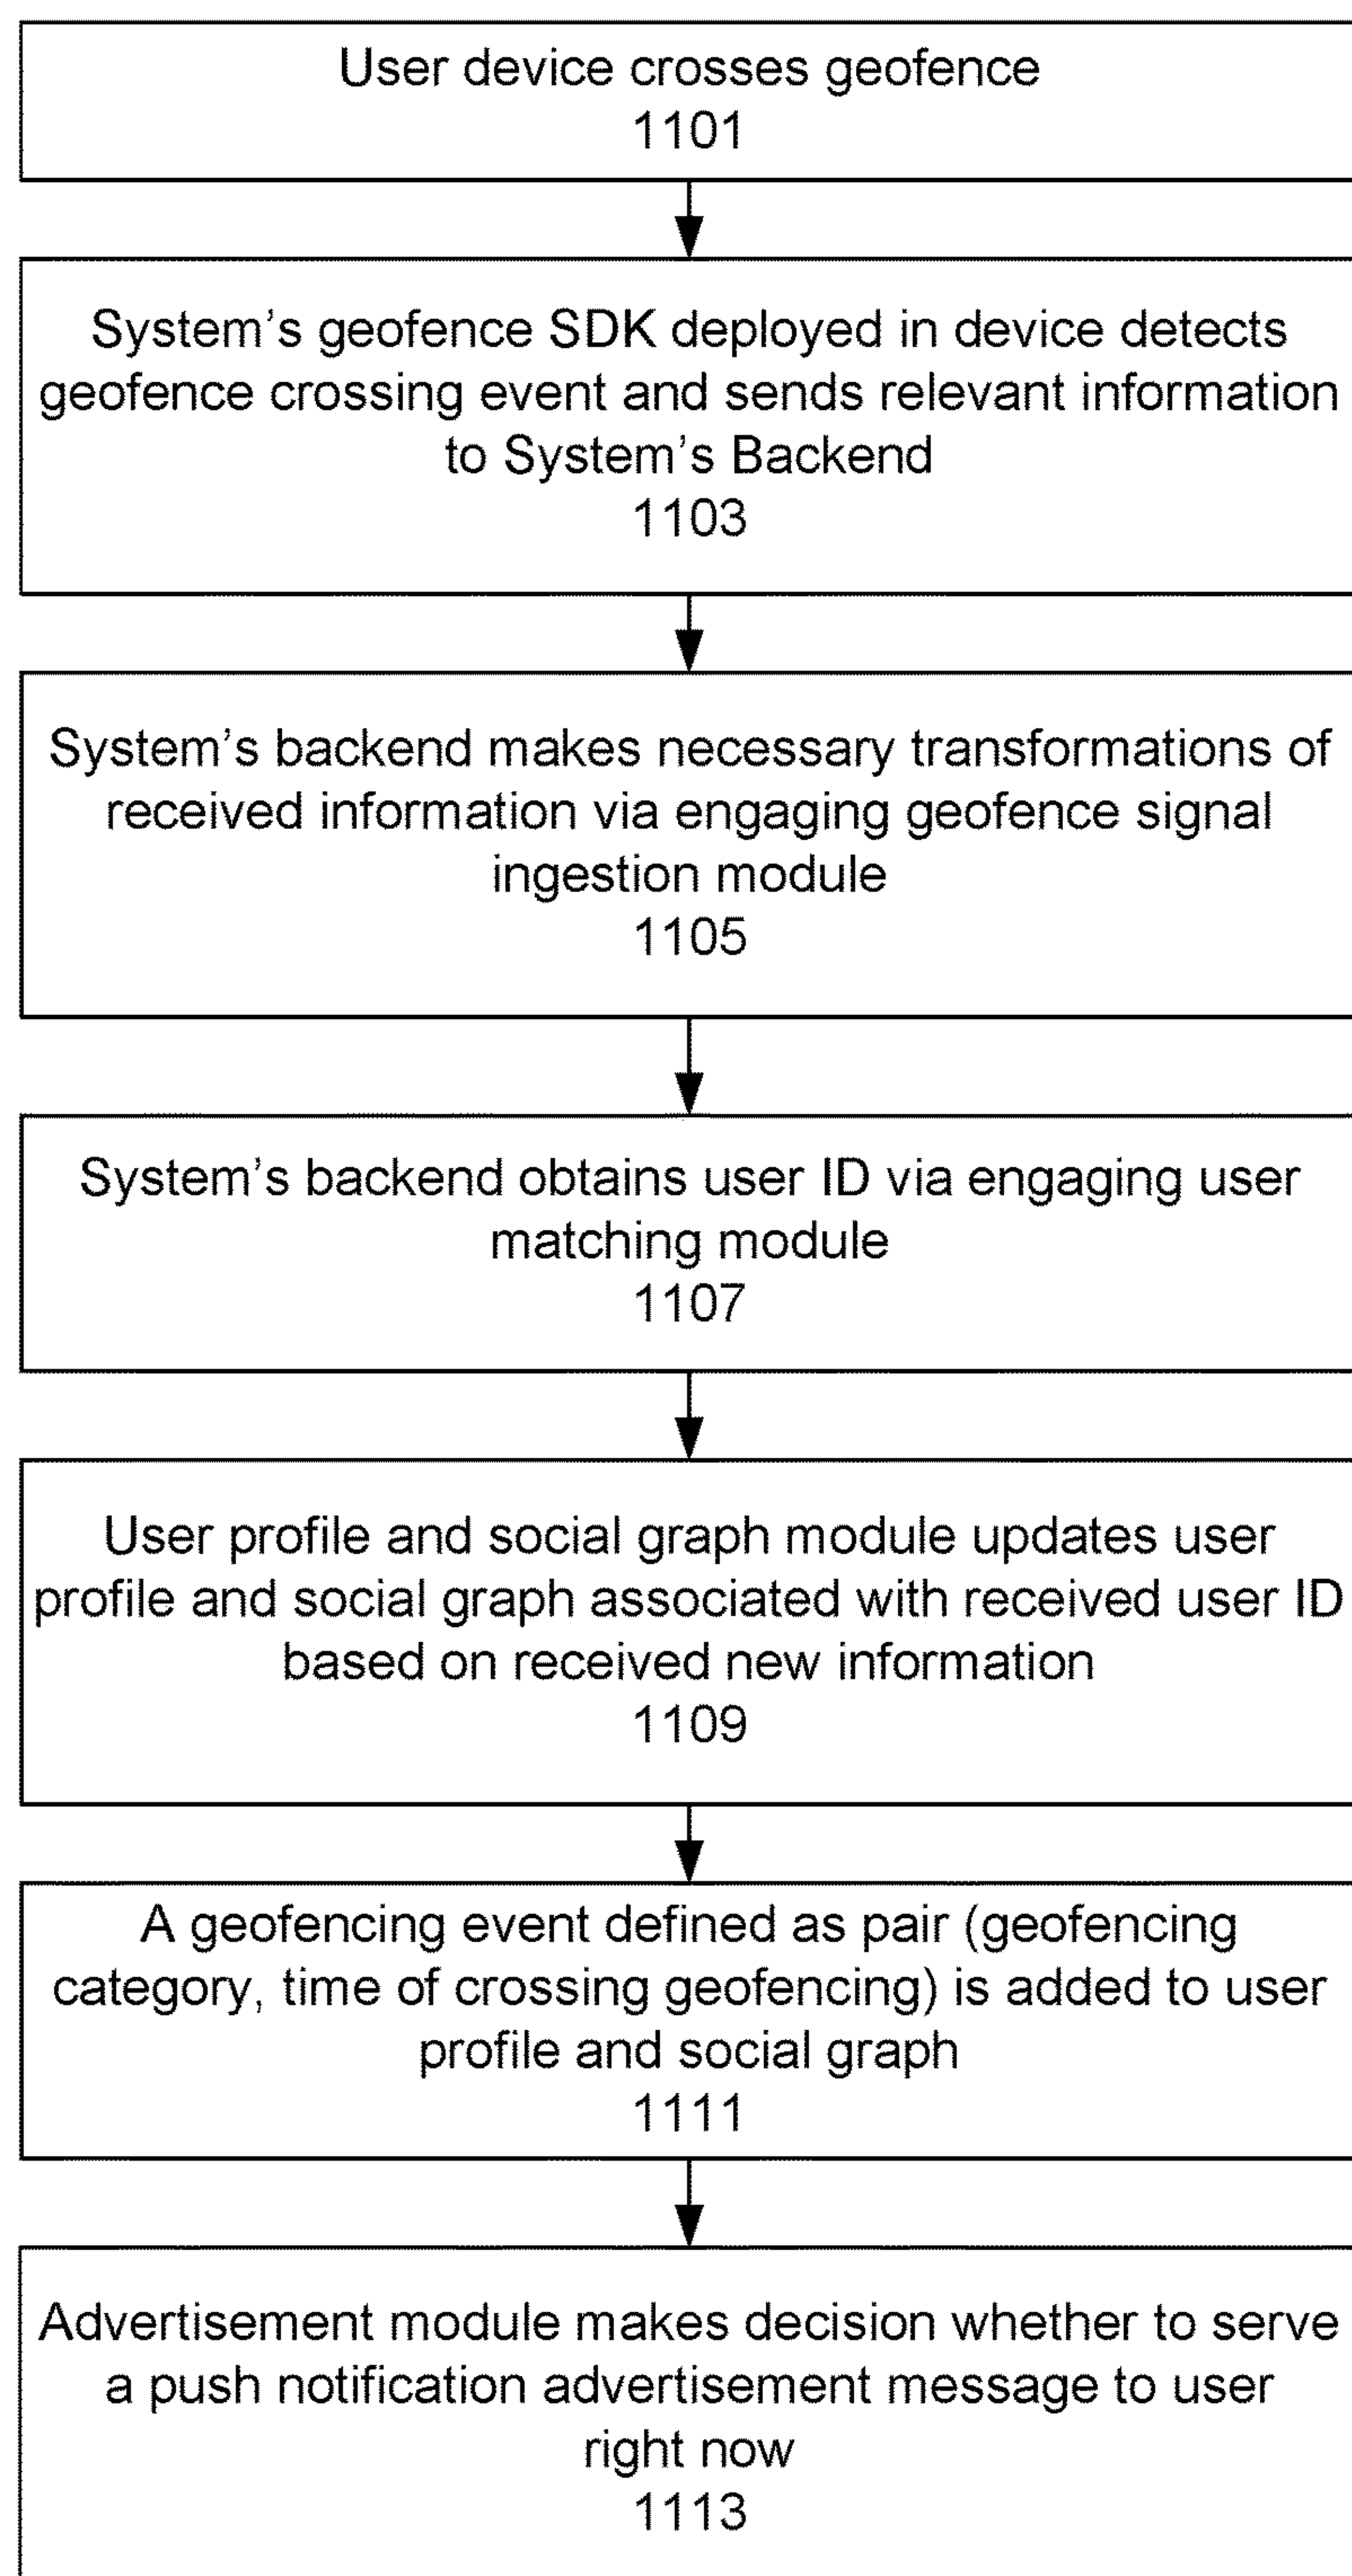 User device crosses geofence
1101
System's geofence SDK deployed in device detects
geofence crossing event and sends relevant information
to System's Backend
1103
System's backend makes necessary transformations of
received information via engaging geofence signal
ingestion module
1105
System's backend obtains user ID via engaging user
matching module
1107
User profile and social graph module updates user
profile and social graph associated with received user ID
based on received new information
1109
A geofencing event defined as pair (geofencing
category, time of crossing geofencing) is added to user
profile and social graph
1111
Advertisement module makes decision whether to serve
a push notification advertisement message to user
right now
1113